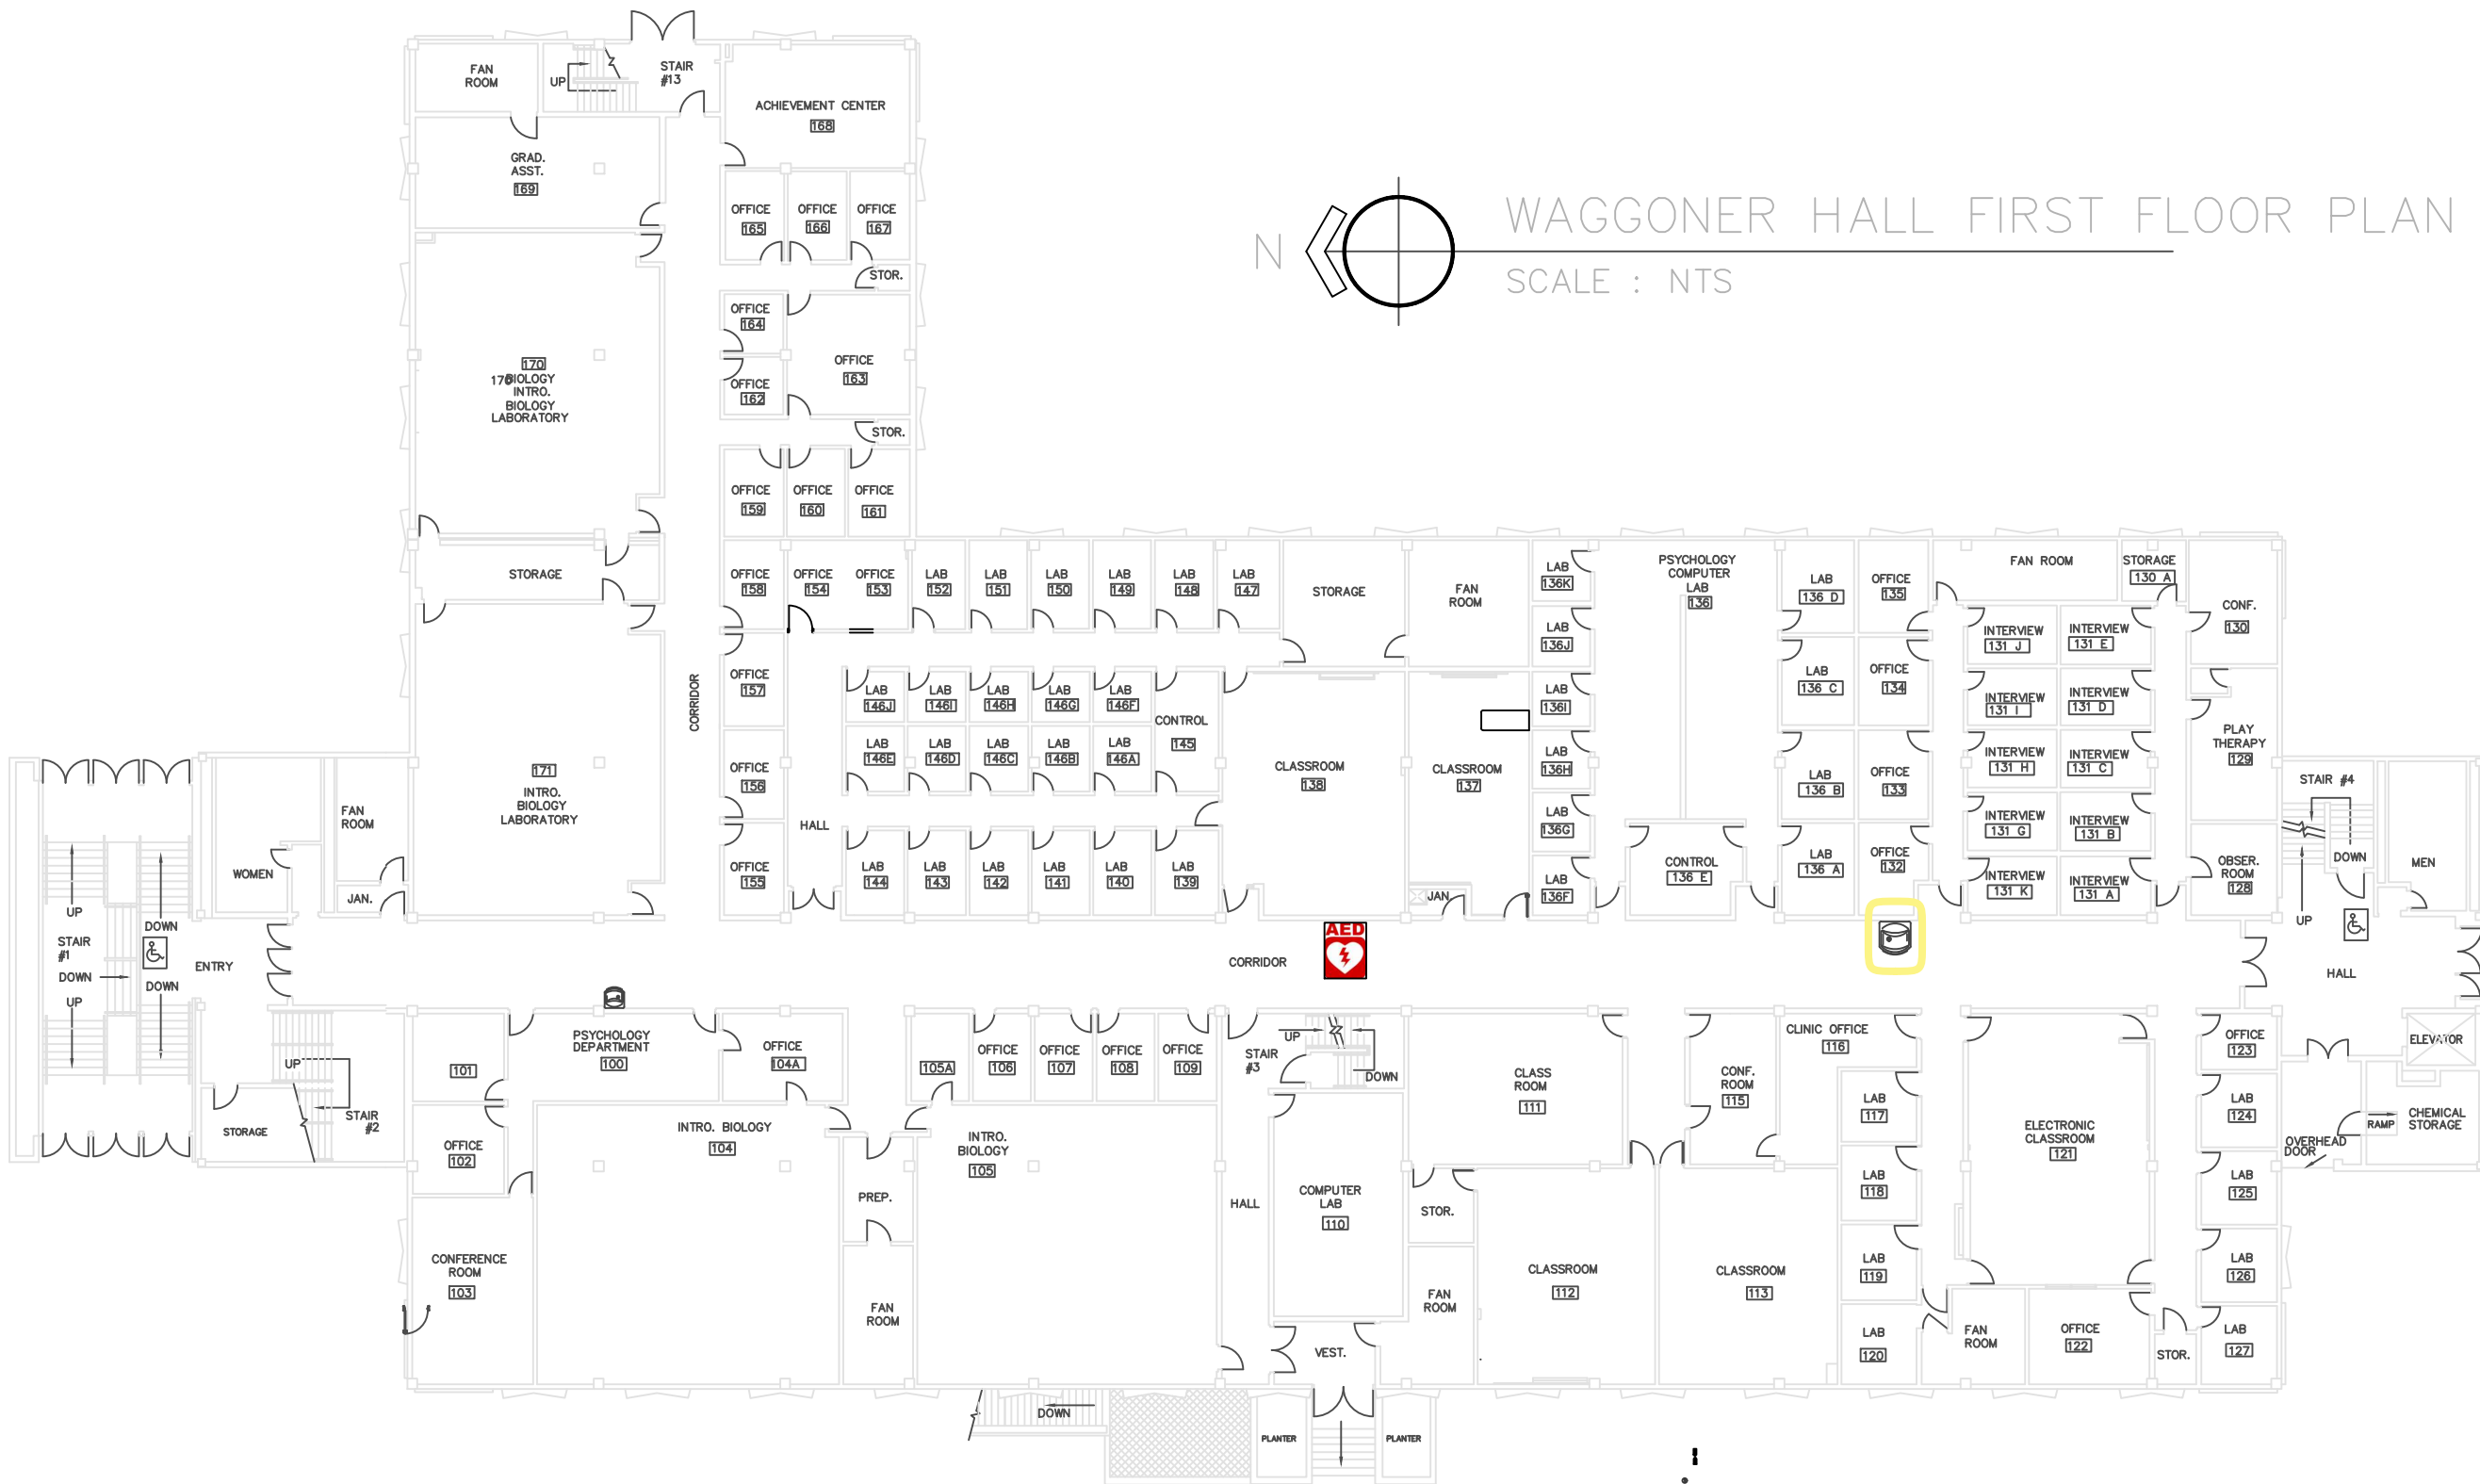 WAGGONER HALL FIRST FLOOR PLAN
SCALE : NTS
N
FAN
ROOM
UP
STAIR
#13
ACHIEVEMENT CENTER
168
GRAD.
ASST.
169
OFFICE
165
OFFICE
166
OFFICE
167
STOR.
OFFICE
164
OFFICE
163
OFFICE
162
STOR.
170
170
BIOLOGY
INTRO.
BIOLOGY
LABORATORY
OFFICE
159
OFFICE
160
OFFICE
161
STORAGE
OFFICE
158
OFFICE
154
OFFICE
153
LAB
152
LAB
151
LAB
150
LAB
149
LAB
148
LAB
147
STORAGE
FAN
ROOM
LAB
136K
PSYCHOLOGY
COMPUTER
LAB
136
LAB
136 D
OFFICE
135
FAN ROOM
STORAGE
130 A
CONF.
130
LAB
136J
INTERVIEW
131 J
INTERVIEW
131 E
OFFICE
157
CORRIDOR
LAB
146J
LAB
146I
LAB
146H
LAB
146G
LAB
146F
CONTROL
145
LAB
136I
LAB
136 C
OFFICE
134
INTERVIEW
131 I
INTERVIEW
131 D
PLAY
THERAPY
129
OFFICE
156
LAB
146E
LAB
146D
LAB
146C
LAB
146B
LAB
146A
CLASSROOM
138
CLASSROOM
137
LAB
136H
LAB
136 B
OFFICE
133
INTERVIEW
131 H
INTERVIEW
131 C
STAIR #4
171
INTRO.
BIOLOGY
LABORATORY
FAN
ROOM
HALL
LAB
136G
INTERVIEW
131 G
INTERVIEW
131 B
DOWN
MEN
WOMEN
JAN.
OFFICE
155
LAB
144
LAB
143
LAB
142
LAB
141
LAB
140
LAB
139
JAN.
LAB
136F
CONTROL
136 E
LAB
136 A
OFFICE
132
INTERVIEW
131 K
INTERVIEW
131 A
OBSER.
ROOM
128
UP
UP
DOWN
STAIR
#1
DOWN
ENTRY
DOWN
UP
CORRIDOR
AED
HALL
PSYCHOLOGY
DEPARTMENT
100
OFFICE
104A
101
105A
OFFICE
106
OFFICE
107
OFFICE
108
OFFICE
109
UP
STAIR
#3
DOWN
CLASS
ROOM
111
CONF.
ROOM
115
CLINIC OFFICE
116
OFFICE
123
ELEVATOR
UP
STAIR
#2
STORAGE
OFFICE
102
INTRO. BIOLOGY
104
INTRO.
BIOLOGY
105
LAB
117
ELECTRONIC
CLASSROOM
121
LAB
124
RAMP
CHEMICAL
STORAGE
OVERHEAD
DOOR
PREP.
HALL
COMPUTER
LAB
110
STOR.
LAB
118
LAB
125
CONFERENCE
ROOM
103
FAN
ROOM
FAN
ROOM
CLASSROOM
112
CLASSROOM
113
LAB
119
LAB
126
LAB
120
FAN
ROOM
OFFICE
122
STOR.
LAB
127
VEST.
DOWN
PLANTER
PLANTER